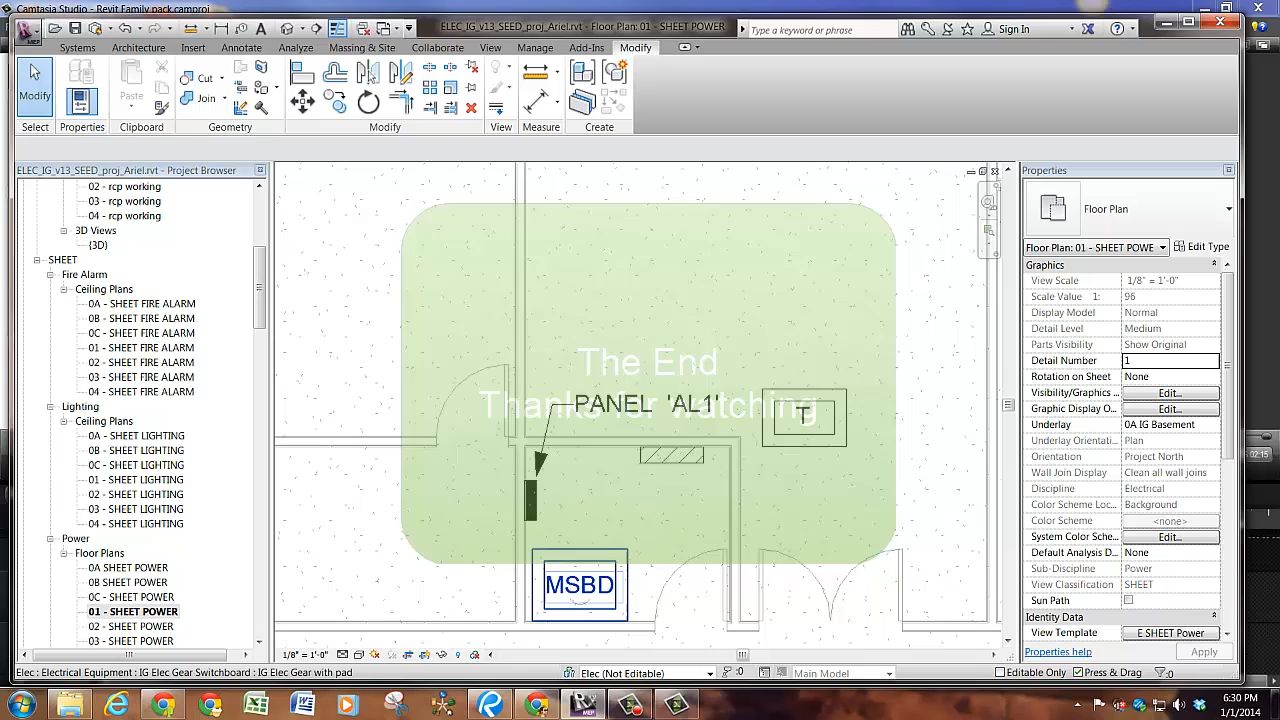 Camtasia Studio - Revit Family pack.camproj
ELEC_IG_v13_SEED_proj_Ariel.rvt - Floor Plan: 01 - SHEET POWER
Type a keyword or phrase
Sign In
MEP
Systems Architecture Insert Annotate Analyze Massing & Site Collaborate View Manage Add-Ins Modify
Modify
Paste
Cut
Join
Select Properties Clipboard Geometry Modify View Measure Create
ELEC_IG_v13_SEED_proj_Ariel.rvt - Project Browser
02 - rcp working
03 - rcp working
04 - rcp working
3D Views
{3D}
SHEET
Fire Alarm
Ceiling Plans
0A - SHEET FIRE ALARM
0B - SHEET FIRE ALARM
0C - SHEET FIRE ALARM
01 - SHEET FIRE ALARM
02 - SHEET FIRE ALARM
03 - SHEET FIRE ALARM
04 - SHEET FIRE ALARM
Lighting
Ceiling Plans
0A - SHEET LIGHTING
0B - SHEET LIGHTING
0C - SHEET LIGHTING
01 - SHEET LIGHTING
02 - SHEET LIGHTING
03 - SHEET LIGHTING
04 - SHEET LIGHTING
Power
Floor Plans
0A SHEET POWER
0B SHEET POWER
0C - SHEET POWER
01 - SHEET POWER
02 - SHEET POWER
03 - SHEET POWER
The End
Thanks for watching
PANEL 'AL1'
T
MSBD
Properties
Floor Plan
Floor Plan: 01 - SHEET POWE
Edit Type
Graphics
View Scale 1/8" = 1'-0"
Scale Value 1: 96
Display Model Normal
Detail Level Medium
Parts Visibility Show Original
Detail Number 1
Rotation on Sheet None
Visibility/Graphics ... Edit...
Graphic Display O... Edit...
Underlay 0A IG Basement
Underlay Orientati... Plan
Orientation Project North
Wall Join Display Clean all wall joins
Discipline Electrical
Color Scheme Loc... Background
Color Scheme <none>
System Color Sche... Edit...
Default Analysis D... None
Sub-Discipline Power
View Classification SHEET
Sun Path
Identity Data
View Template E SHEET Power
Properties help
Apply
02:15
1/8" = 1'-0"
Elec : Electrical Equipment : IG Elec Gear Switchboard : IG Elec Gear with pad
Elec (Not Editable)
:0
Main Model
Editable Only
Press & Drag
:0
6:30 PM
1/1/2014